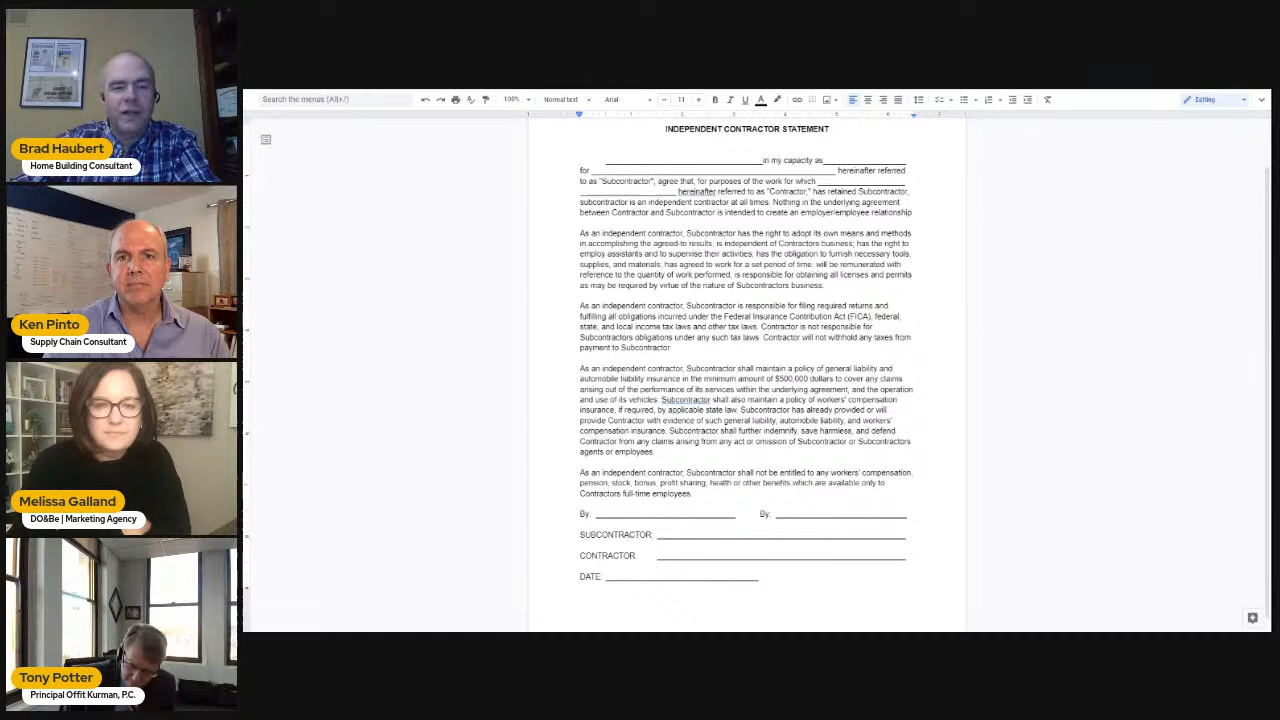 Brad Haubert
Home Building Consultant
Ken Pinto
Supply Chain Consultant
Melissa Galland
DO&Be | Marketing Agency
Tony Potter
Principal Offit Kurman, P.C.
Search the menus (Alt+/)
100%
Normal text
Arial
11
Editing
INDEPENDENT CONTRACTOR STATEMENT
in my capacity as
for hereinafter referred
to as "Subcontractor", agree that, for purposes of the work for which
hereinafter referred to as "Contractor," has retained Subcontractor,
subcontractor is an independent contractor at all times. Nothing in the underlying agreement
between Contractor and Subcontractor is intended to create an employer/employee relationship
As an independent contractor, Subcontractor has the right to adopt its own means and methods
in accomplishing the agreed-to results; is independent of Contractors business; has the right to
employ assistants and to supervise their activities; has the obligation to furnish necessary tools,
supplies, and materials, has agreed to work for a set period of time; will be remunerated with
reference to the quantity of work performed; is responsible for obtaining all licenses and permits
as may be required by virtue of the nature of Subcontractors business.
As an independent contractor, Subcontractor is responsible for filing required returns and
fulfilling all obligations incurred under the Federal Insurance Contribution Act (FICA), federal,
state, and local income tax laws and other tax laws. Contractor is not responsible for
Subcontractors obligations under any such tax laws. Contractor will not withhold any taxes from
payment to Subcontractor.
As an independent contractor, Subcontractor shall maintain a policy of general liability and
automobile liability insurance in the minimum amount of $500,000 dollars to cover any claims
arising out of the performance of its services within the underlying agreement, and the operation
and use of its vehicles. Subcontractor shall also maintain a policy of workers' compensation
insurance, if required, by applicable state law. Subcontractor has already provided or will
provide Contractor with evidence of such general liability, automobile liability, and workers'
compensation insurance. Subcontractor shall further indemnify, save harmless, and defend
Contractor from any claims arising from any act or omission of Subcontractor or Subcontractors
agents or employees.
As an independent contractor, Subcontractor shall not be entitled to any workers' compensation,
pension, stock, bonus, profit sharing, health or other benefits which are available only to
Contractors full-time employees.
By: By:
SUBCONTRACTOR:
CONTRACTOR:
DATE: